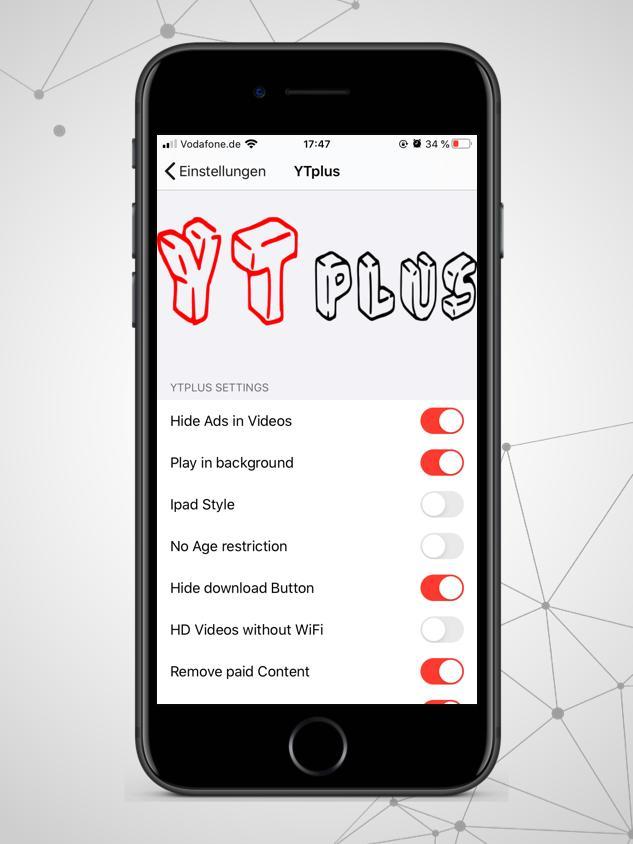 Vodafone.de 17:47 34 %
Einstellungen YTplus
YT PLUS
YTPLUS SETTINGS
Hide Ads in Videos
Play in background
Ipad Style
No Age restriction
Hide download Button
HD Videos without WiFi
Remove paid Content